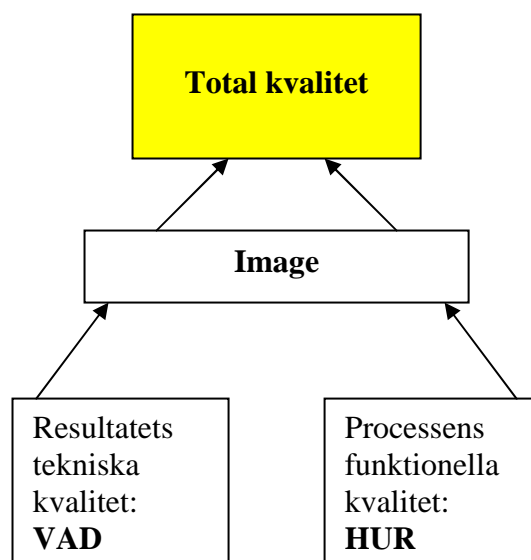 Total kvalitet
Image
Resultatets
tekniska
kvalitet:
VAD
Processens
funktionella
kvalitet:
HUR